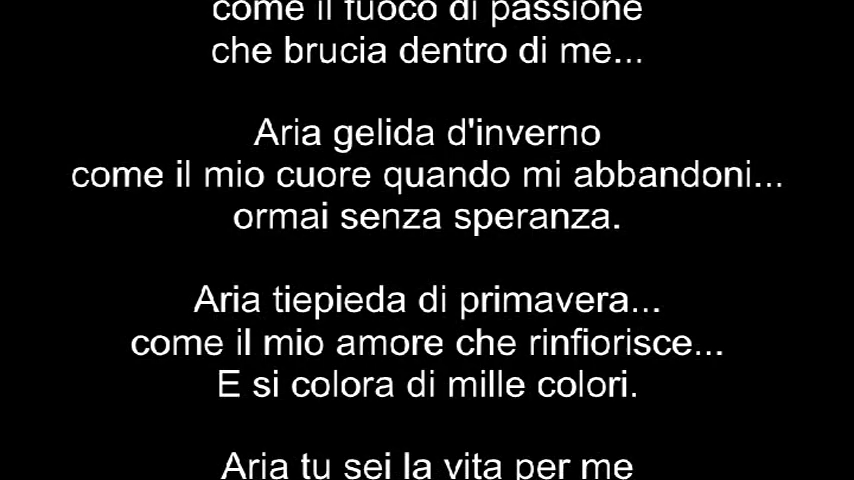 come il fuoco di passione
che brucia dentro di me...
Aria gelida d'inverno
come il mio cuore quando mi abbandoni...
ormai senza speranza.
Aria tiepieda di primavera...
come il mio amore che rinfiorisce...
E si colora di mille colori.
Aria tu sei la vita per me